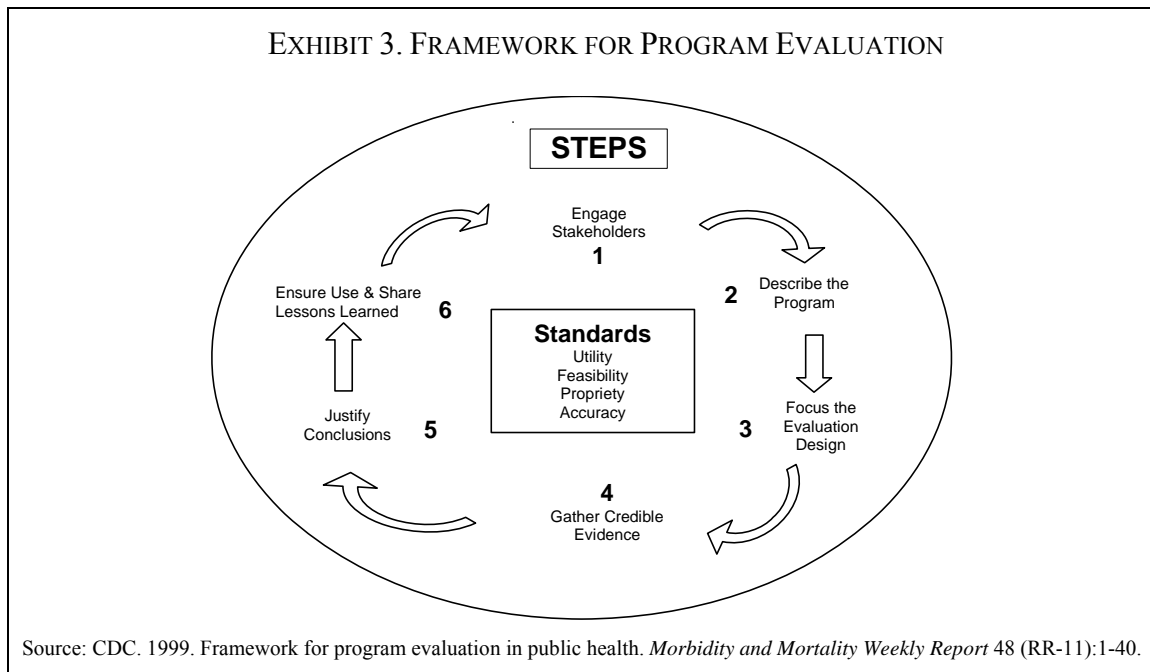 EXHIBIT 3. FRAMEWORK FOR PROGRAM EVALUATION
STEPS
Engage
Stakeholders
1
2
Describe the
Program
3
Focus the
Evaluation
Design
4
Gather Credible
Evidence
Justify
Conclusions
5
Ensure Use & Share
Lessons Learned
6
Standards
Utility
Feasibility
Propriety
Accuracy
Source: CDC. 1999. Framework for program evaluation in public health. Morbidity and Mortality Weekly Report 48 (RR-11):1-40.